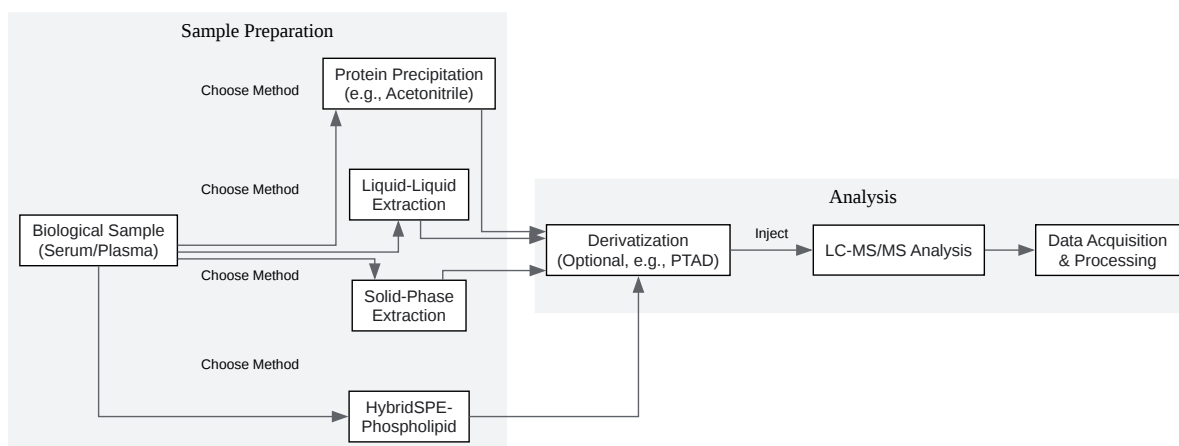 Sample Preparation
Choose Method
Protein Precipitation
(e.g., Acetonitrile)
Choose Method
Liquid-Liquid
Extraction
Analysis
Biological Sample
(Serum/Plasma)
Derivatization
(Optional, e.g., PTAD)
Inject
LC-MS/MS Analysis
Data Acquisition
& Processing
Choose Method
Solid-Phase
Extraction
Choose Method
HybridSPE-
Phospholipid